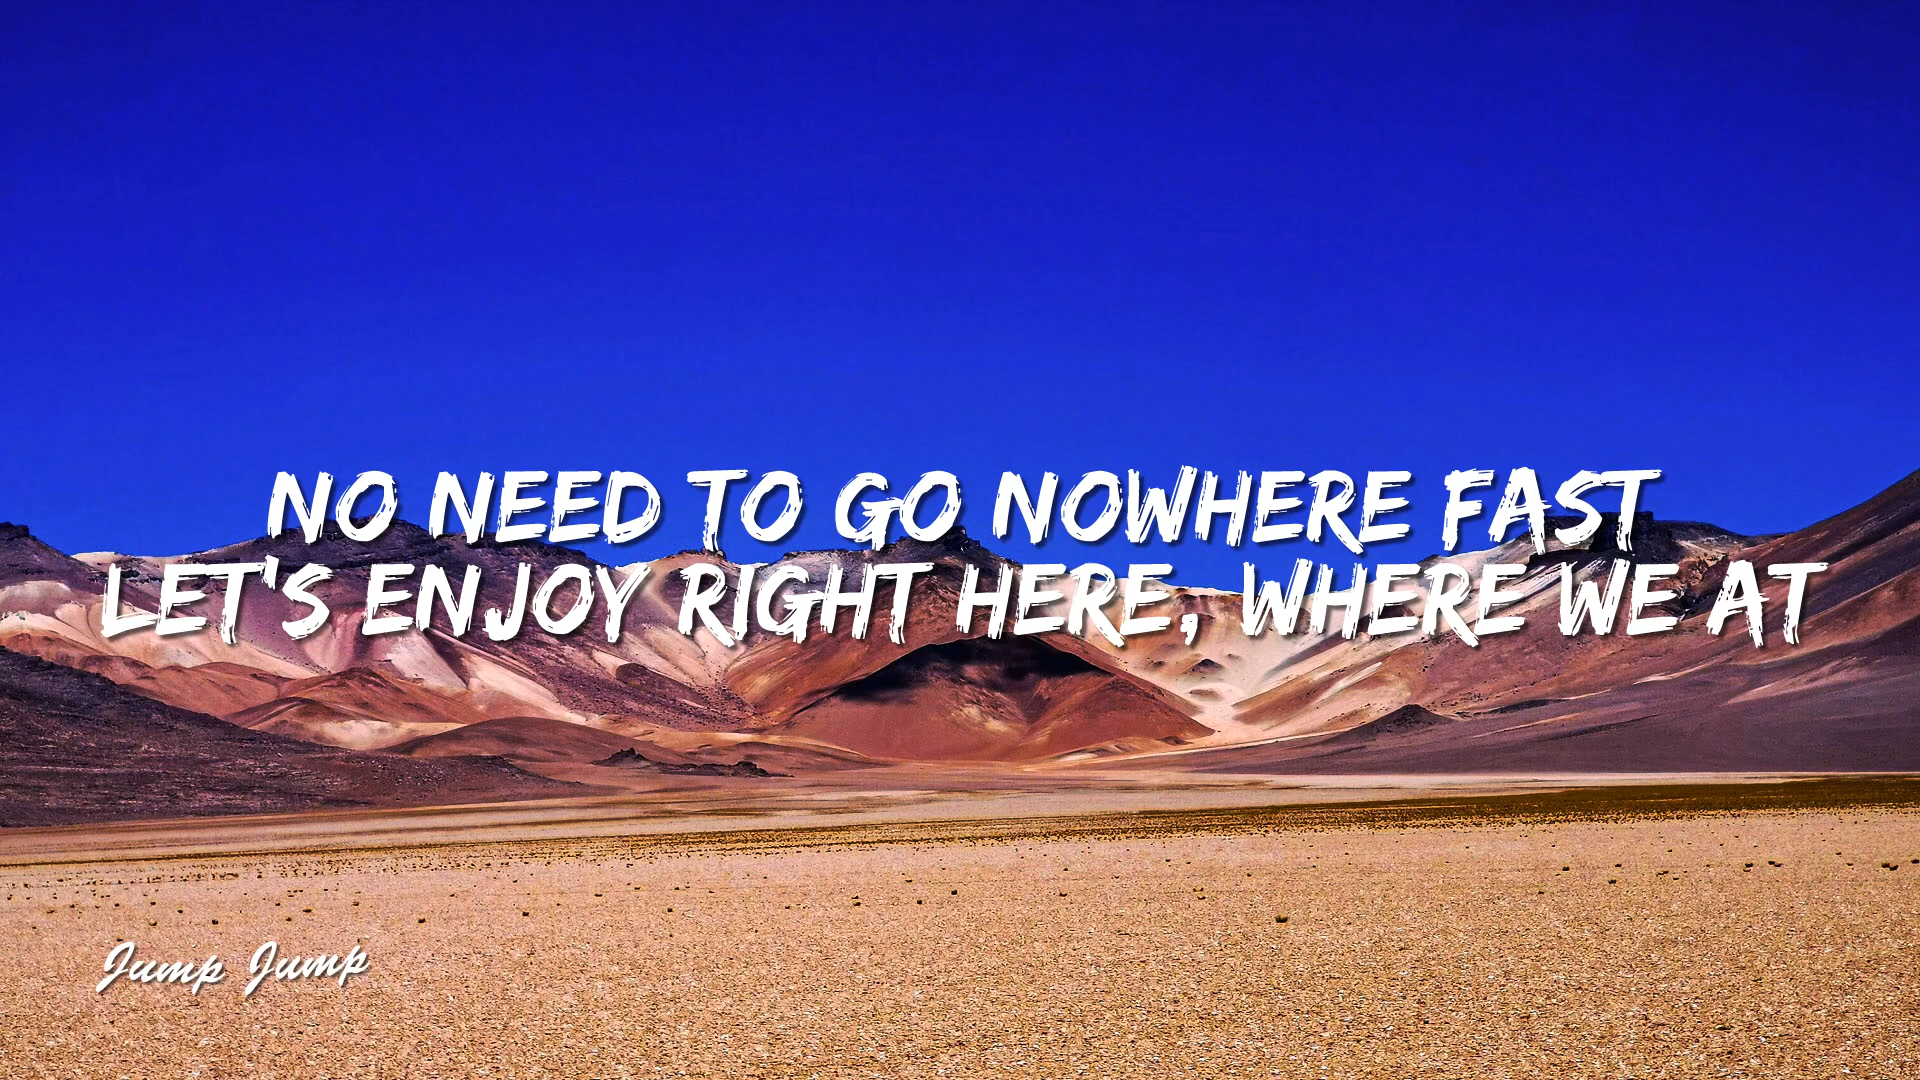 NO NEED TO GO NOWHERE FAST
LET'S ENJOY RIGHT HERE, WHERE WE AT
Jump Jump